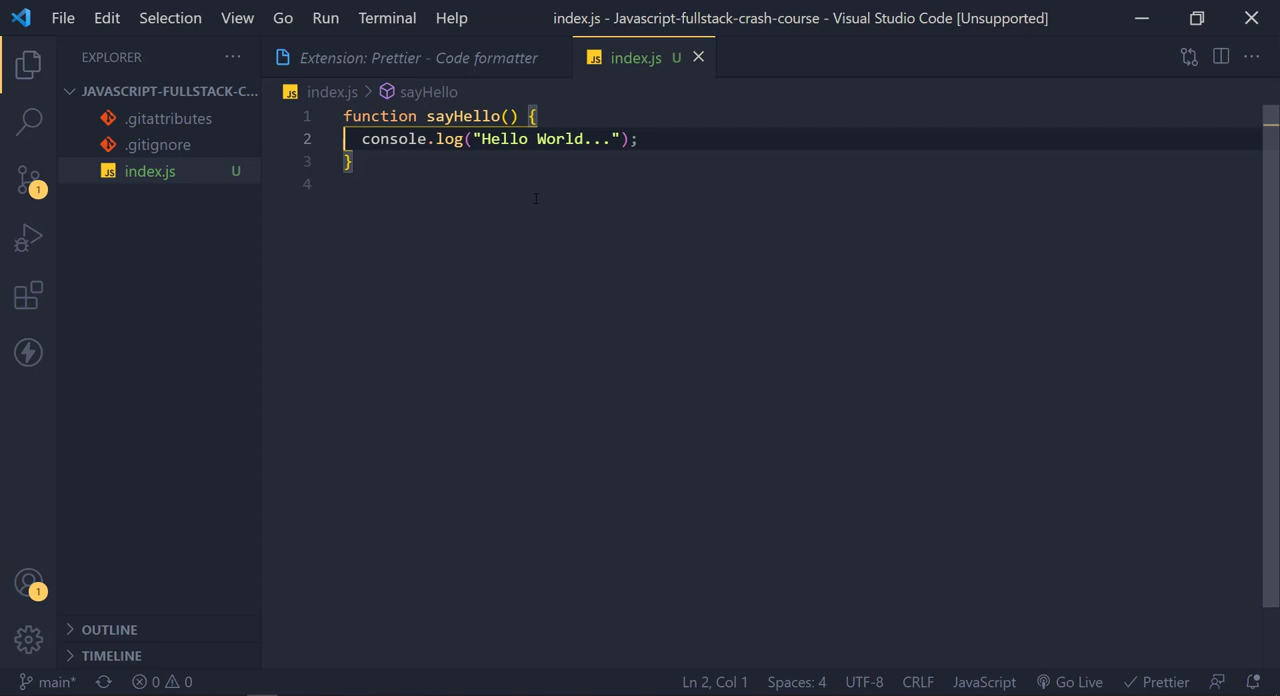 File Edit Selection View Go Run Terminal Help index.js - Javascript-fullstack-crash-course - Visual Studio Code [Unsupported]
EXPLORER
JAVASCRIPT-FULLSTACK-C...
.gitattributes
.gitignore
JS index.js U
OUTLINE
TIMELINE
Extension: Prettier - Code formatter
JS index.js U
JS index.js > sayHello
1 function sayHello() {
2 console.log("Hello World...");
3 }
4
1
1
main* 0 0 Ln 2, Col 1 Spaces: 4 UTF-8 CRLF JavaScript Go Live Prettier